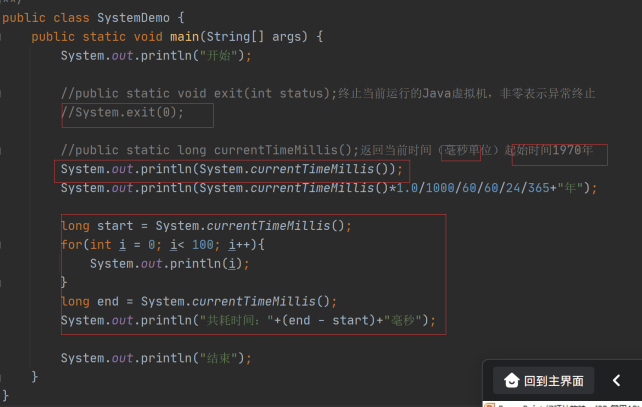 public class SystemDemo {
public static void main(String[] args) {
System.out.println("开始");
//public static void exit(int status);终止当前运行的Java虚拟机，非零表示异常终止
//System.exit(0);
//public static long currentTimeMillis();返回当前时间（毫秒单位）起始时间1970年
System.out.println(System.currentTimeMillis());
System.out.println(System.currentTimeMillis()*1.0/1000/60/60/24/365+"年");
long start = System.currentTimeMillis();
for(int i = 0; i< 100; i++){
System.out.println(i);
}
long end = System.currentTimeMillis();
System.out.println("共耗时间："+(end - start)+"毫秒");
System.out.println("结束");
}
}
回到主界面